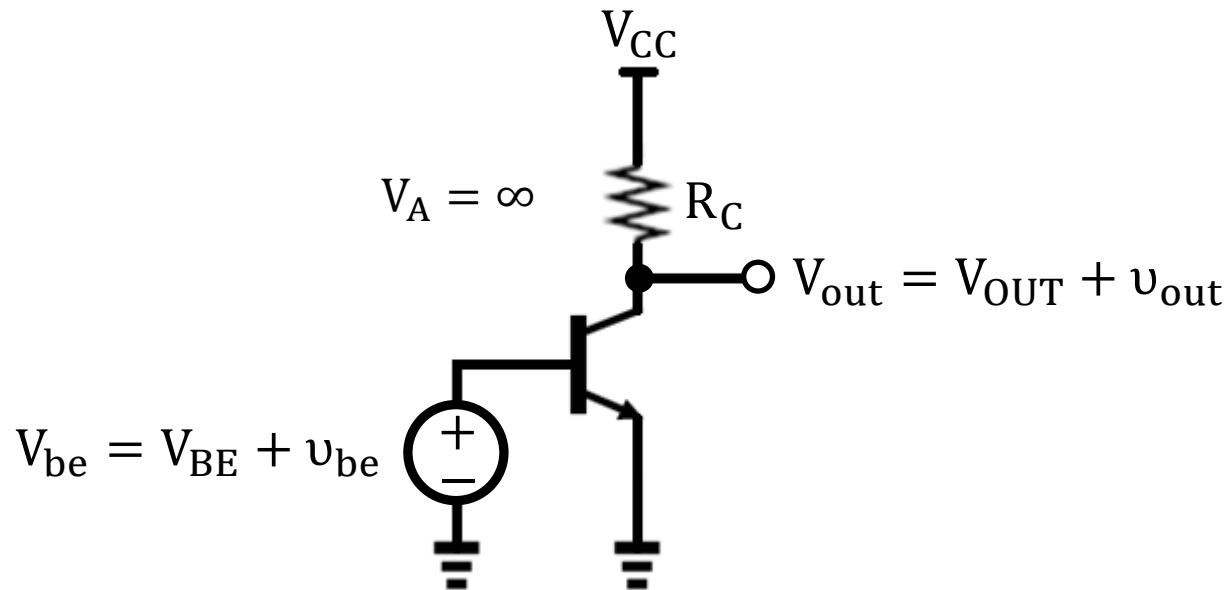 V_CC
V_A = ∞
R_C
V_out = V_OUT + υ_out
V_be = V_BE + υ_be
+
−